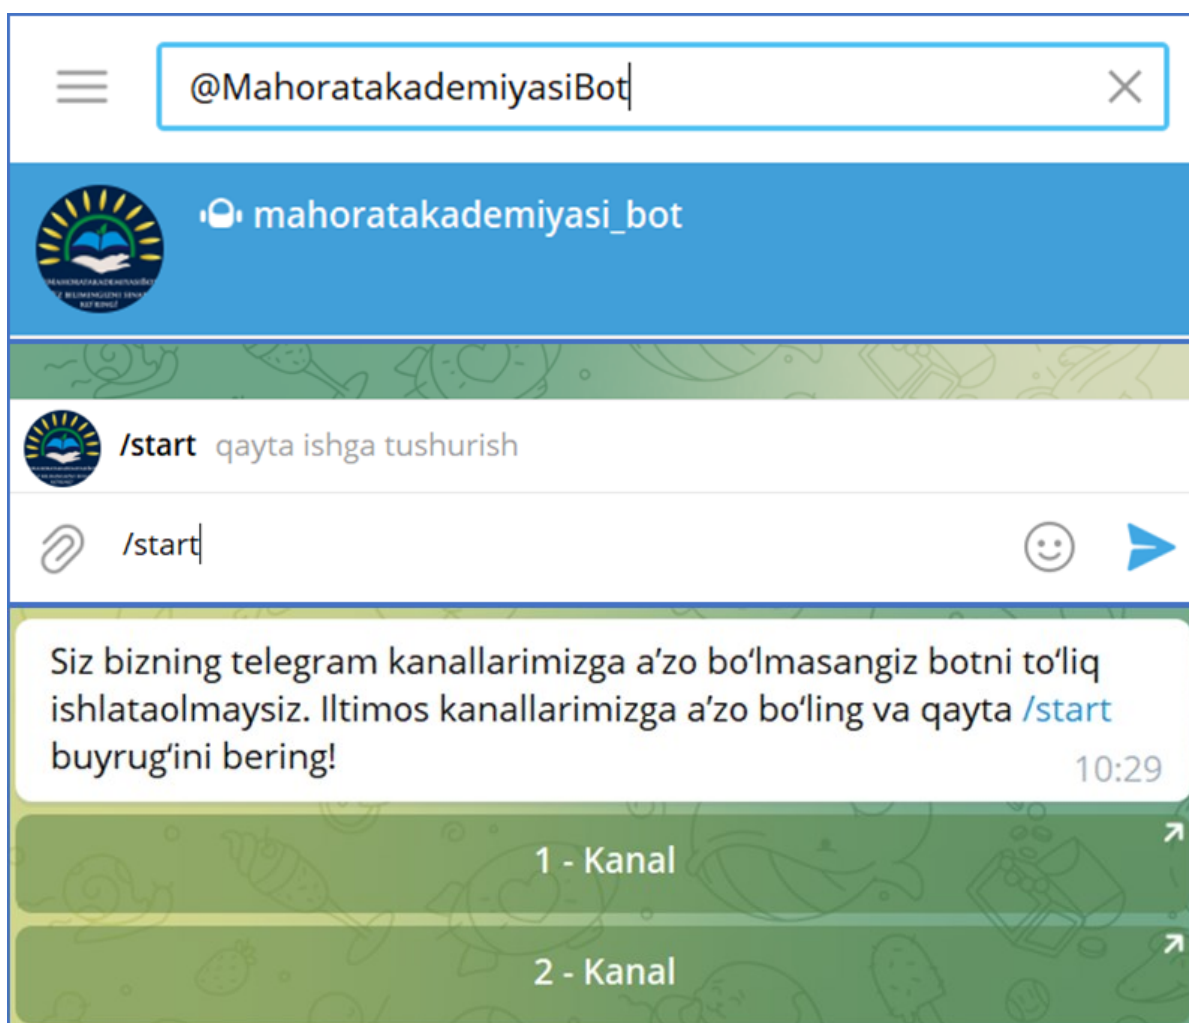 @MahoratakademiyasiBot
mahoratakademiyasi_bot
/start qayta ishga tushurish
/start
Siz bizning telegram kanallarimizga a’zo bo‘lmasangiz botni to‘liq
ishlataolmaysiz. Iltimos kanallarimizga a’zo bo‘ling va qayta /start
buyrug‘ini bering!
10:29
1 - Kanal
2 - Kanal